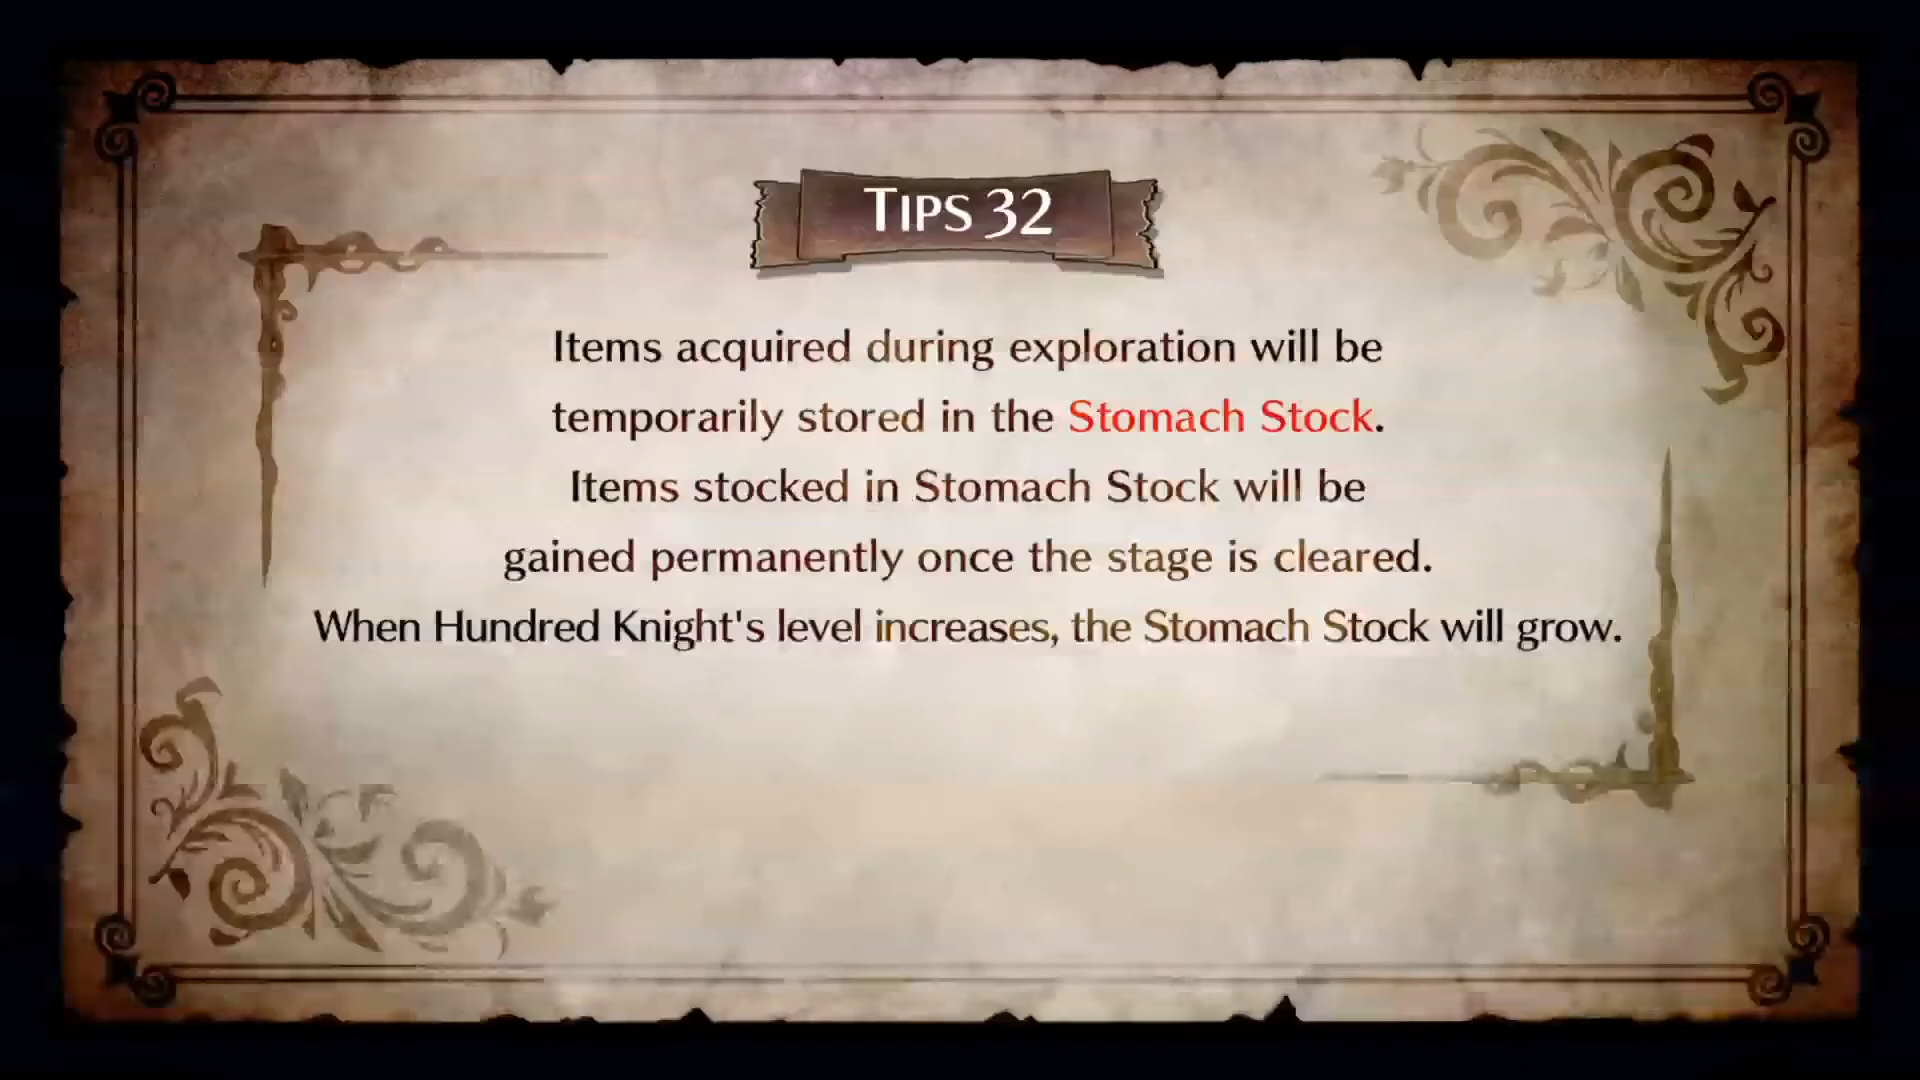 TIPS 32
Items acquired during exploration will be
temporarily stored in the Stomach Stock.
Items stocked in Stomach Stock will be
gained permanently once the stage is cleared.
When Hundred Knight's level increases, the Stomach Stock will grow.